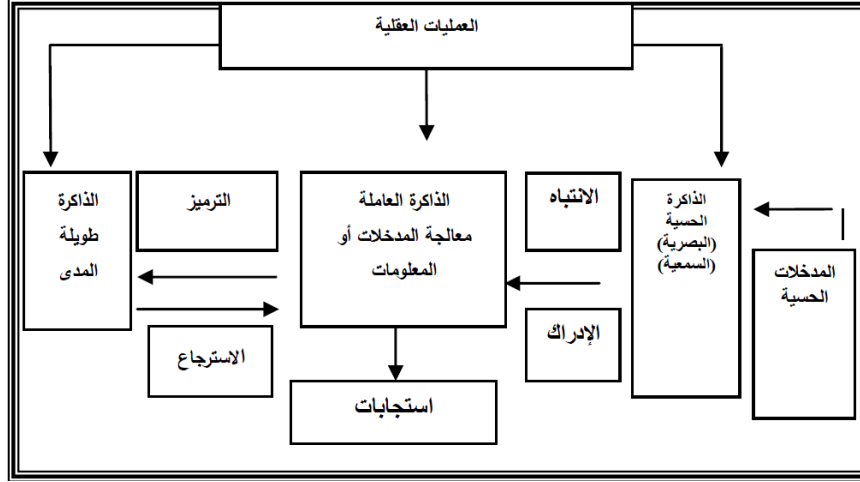 العمليات العقلية
المدخلات
الحسية
الذاكرة
الحسية
(البصرية)
(السمعية)
الانتباه
الإدراك
الذاكرة العاملة
معالجة المدخلات أو
المعلومات
استجابات
الترميز
الاسترجاع
الذاكرة
طويلة
المدى